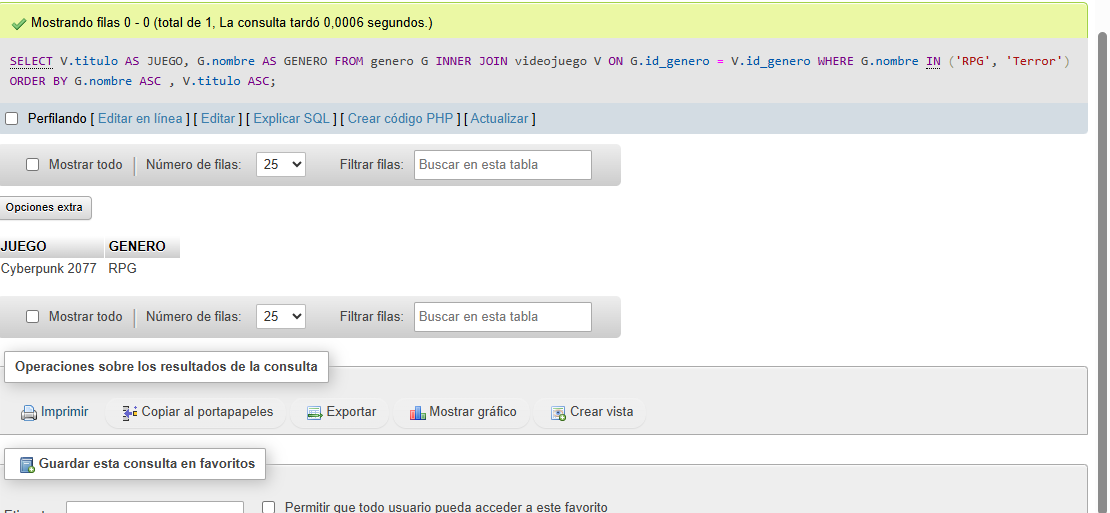 Mostrando filas 0 - 0 (total de 1, La consulta tardó 0,0006 segundos.)
SELECT V.titulo AS JUEGO, G.nombre AS GENERO FROM genero G INNER JOIN videojuego V ON G.id_genero = V.id_genero WHERE G.nombre IN ('RPG', 'Terror')
ORDER BY G.nombre ASC , V.titulo ASC;
Perfilando [ Editar en línea ] [ Editar ] [ Explicar SQL ] [ Crear código PHP ] [ Actualizar ]
Mostrar todo | Número de filas: 25 Filtrar filas: Buscar en esta tabla
Opciones extra
JUEGO GENERO
Cyberpunk 2077 RPG
Mostrar todo | Número de filas: 25 Filtrar filas: Buscar en esta tabla
Operaciones sobre los resultados de la consulta
Imprimir Copiar al portapapeles Exportar Mostrar gráfico Crear vista
Guardar esta consulta en favoritos
Permitir que todo usuario pueda acceder a este favorito